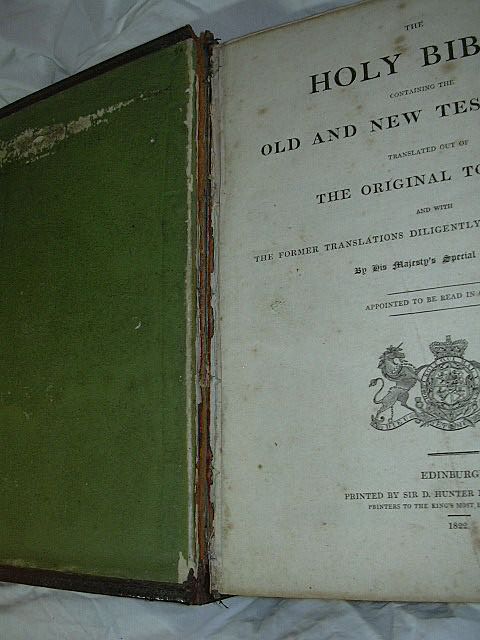 THE
HOLY BIB
CONTAINING THE
OLD AND NEW TES
TRANSLATED OUT OF
THE ORIGINAL TO
AND WITH
THE FORMER TRANSLATIONS DILIGENTLY
By His Majesty's Special
APPOINTED TO BE READ IN
EDINBURG
PRINTED BY SIR D. HUNTER
PRINTERS TO THE KING'S MOST
1822